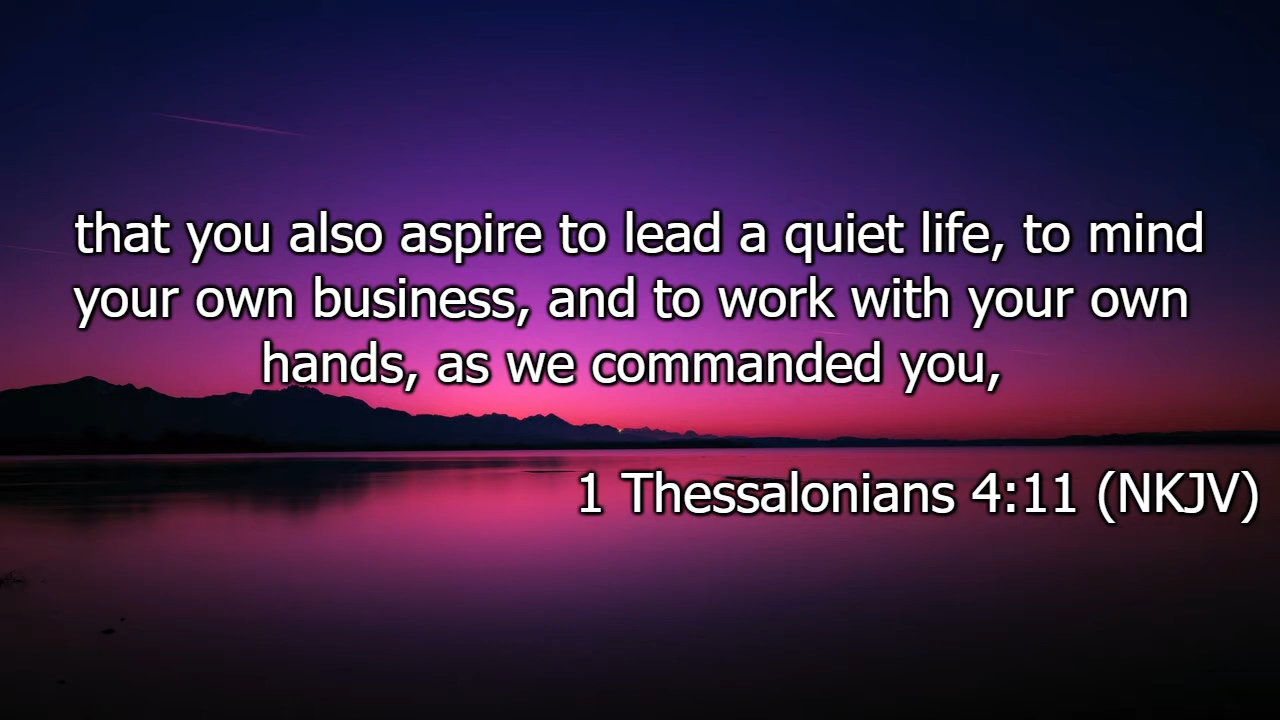 that you also aspire to lead a quiet life, to mind
your own business, and to work with your own
hands, as we commanded you,
1 Thessalonians 4:11 (NKJV)